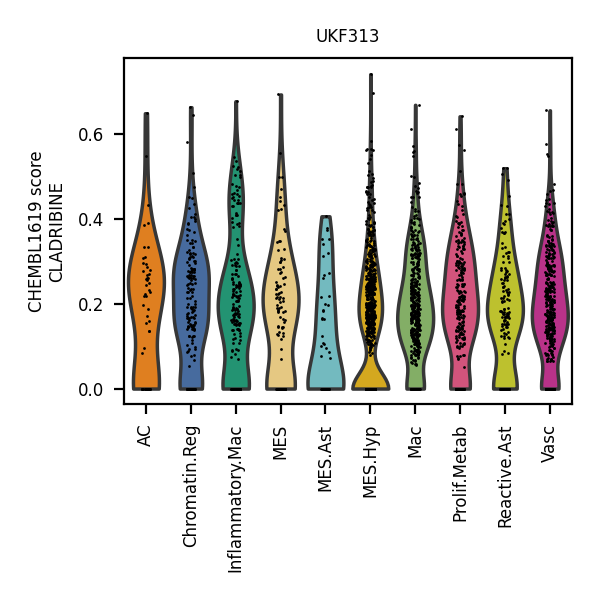 UKF313
CHEMBL1619 score
CLADRIBINE
0.6
0.4
0.2
0.0
AC
Chromatin.Reg
Inflammatory.Mac
MES
MES.Ast
MES.Hyp
Mac
Prolif.Metab
Reactive.Ast
Vasc